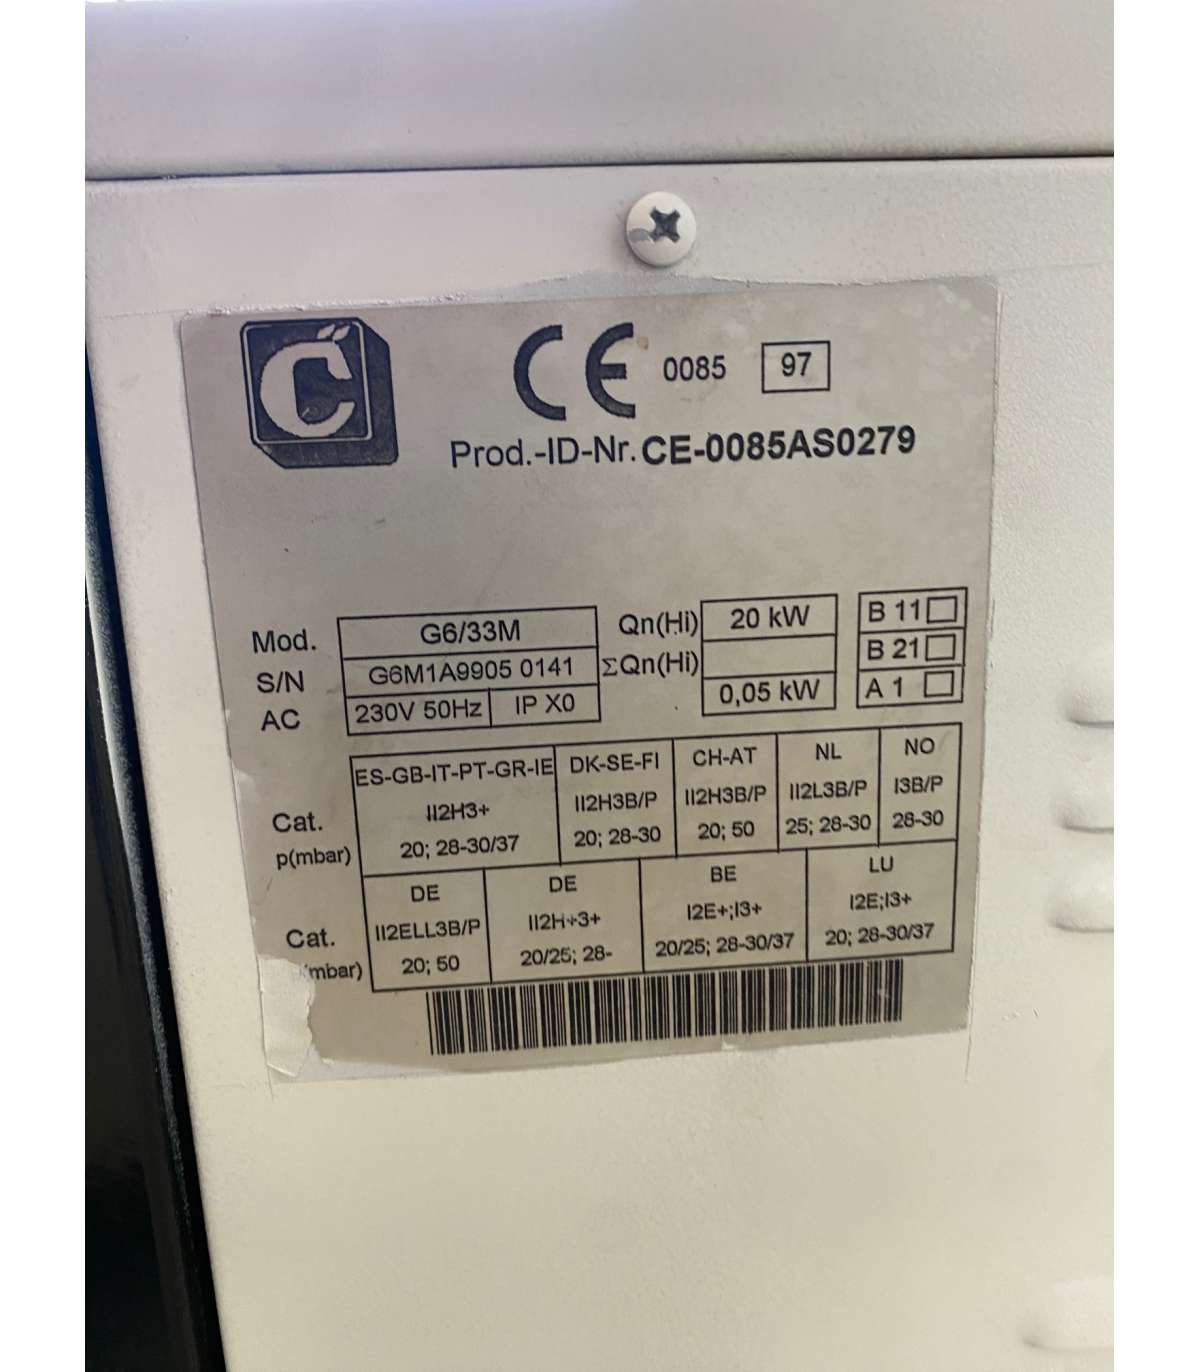 C
CE 0085 97
Prod.-ID-Nr. CE-0085AS0279
Mod. G6/33M Qn(Hi) 20 kW B 11
S/N G6M1A9905 0141 ΣQn(Hi) B 21
AC 230V 50Hz IP X0 0,05 kW A 1
ES-GB-IT-PT-GR-IE DK-SE-FI CH-AT NL NO
Cat. II2H3+ II2H3B/P II2H3B/P II2L3B/P I3B/P
p(mbar) 20; 28-30/37 20; 28-30 20; 50 25; 28-30 28-30
DE DE BE LU
Cat. II2ELL3B/P II2H+3+ I2E+;I3+ I2E;I3+
(mbar) 20; 50 20/25; 28- 20/25; 28-30/37 20; 28-30/37